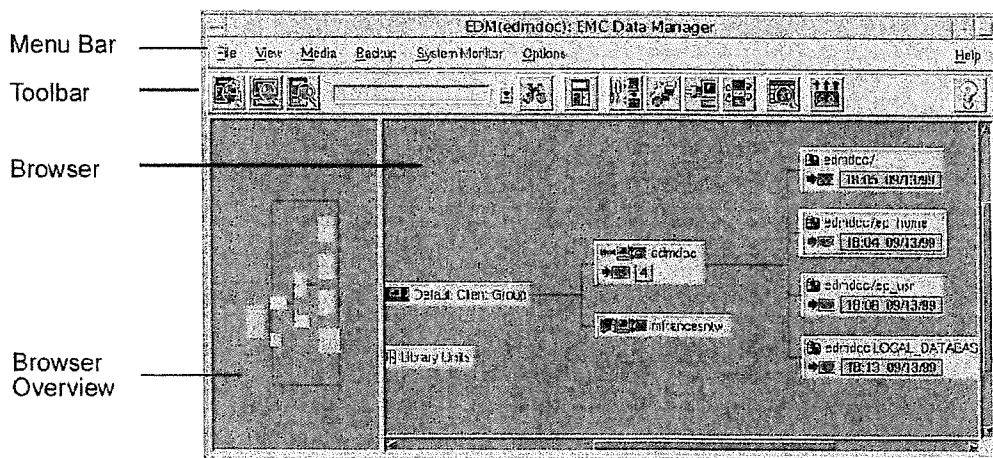 EDM(edmdoc): EMC Data Manager
Menu Bar
File View Media Backup System Monitor Options Help
Toolbar
Browser
edmdoc/
18:05 09/13/99
edmdoc/ep_home
18:04 09/13/99
edmdoc
4
Default Client Group
edmdoc/ep_usr
18:08 09/13/99
mfrancesntw
Library Units
edmdoc LOCAL_DATABAS
18:13 09/13/99
Browser
Overview